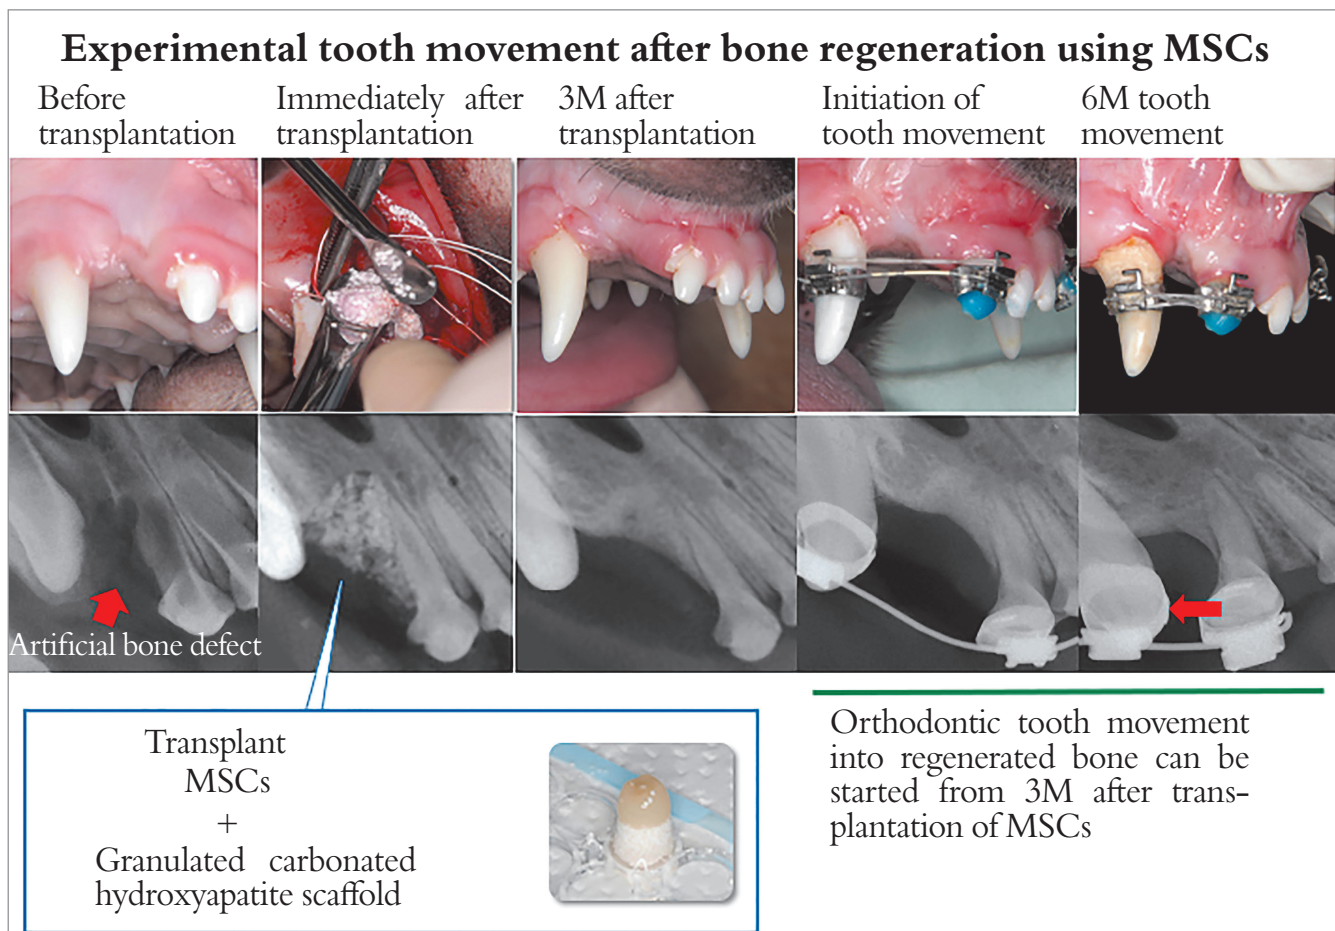 Experimental tooth movement after bone regeneration using MSCs
Before
transplantation
Immediately after
transplantation
3M after
transplantation
Initiation of
tooth movement
6M tooth
movement
Artificial bone defect
Transplant
MSCs
+
Granulated carbonated
hydroxyapatite scaffold
Orthodontic tooth movement
into regenerated bone can be
started from 3M after trans-
plantation of MSCs